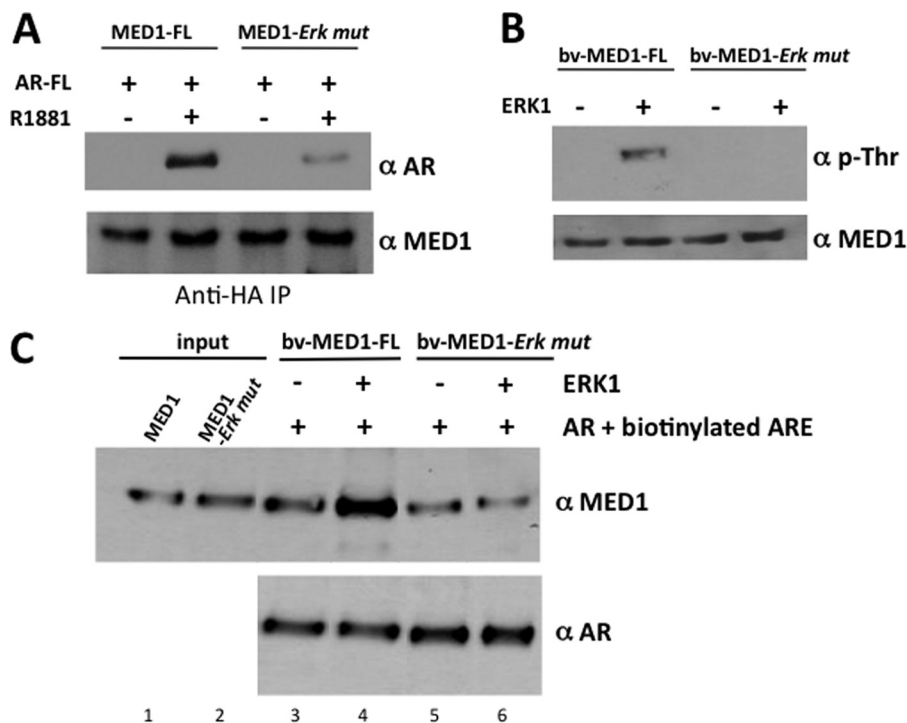 A
MED1-FL MED1-Erk mut
AR-FL + + + +
R1881 - + - +
α AR
α MED1
Anti-HA IP
B
bv-MED1-FL bv-MED1-Erk mut
ERK1 - + - +
α p-Thr
α MED1
C
input bv-MED1-FL bv-MED1-Erk mut
- + - + ERK1
MED1
MED1
-Erk mut
+ + + + AR + biotinylated ARE
α MED1
α AR
1 2 3 4 5 6